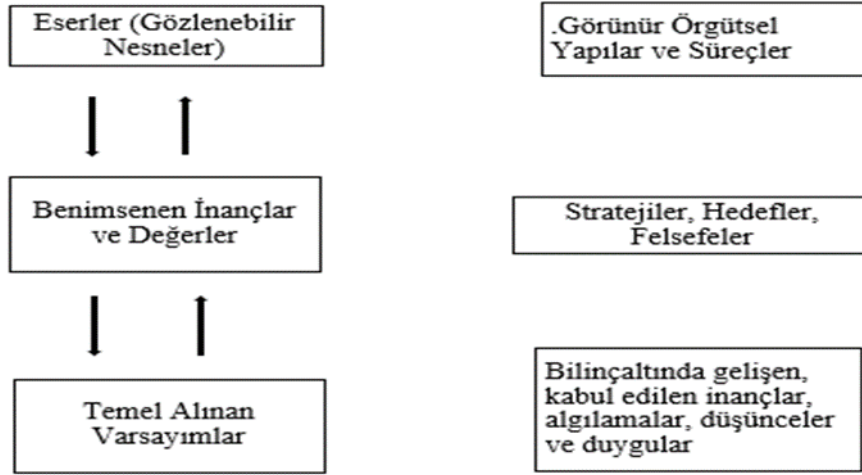 Eserler (Gözlenebilir
Nesneler)
.Görünür Örgütsel
Yapılar ve Süreçler
Benimsenen İnançlar
ve Değerler
Stratejiler, Hedefler,
Felsefeler
Temel Alınan
Varsayımlar
Bilinçaltında gelişen,
kabul edilen inançlar,
algılamalar, düşünceler
ve duygular